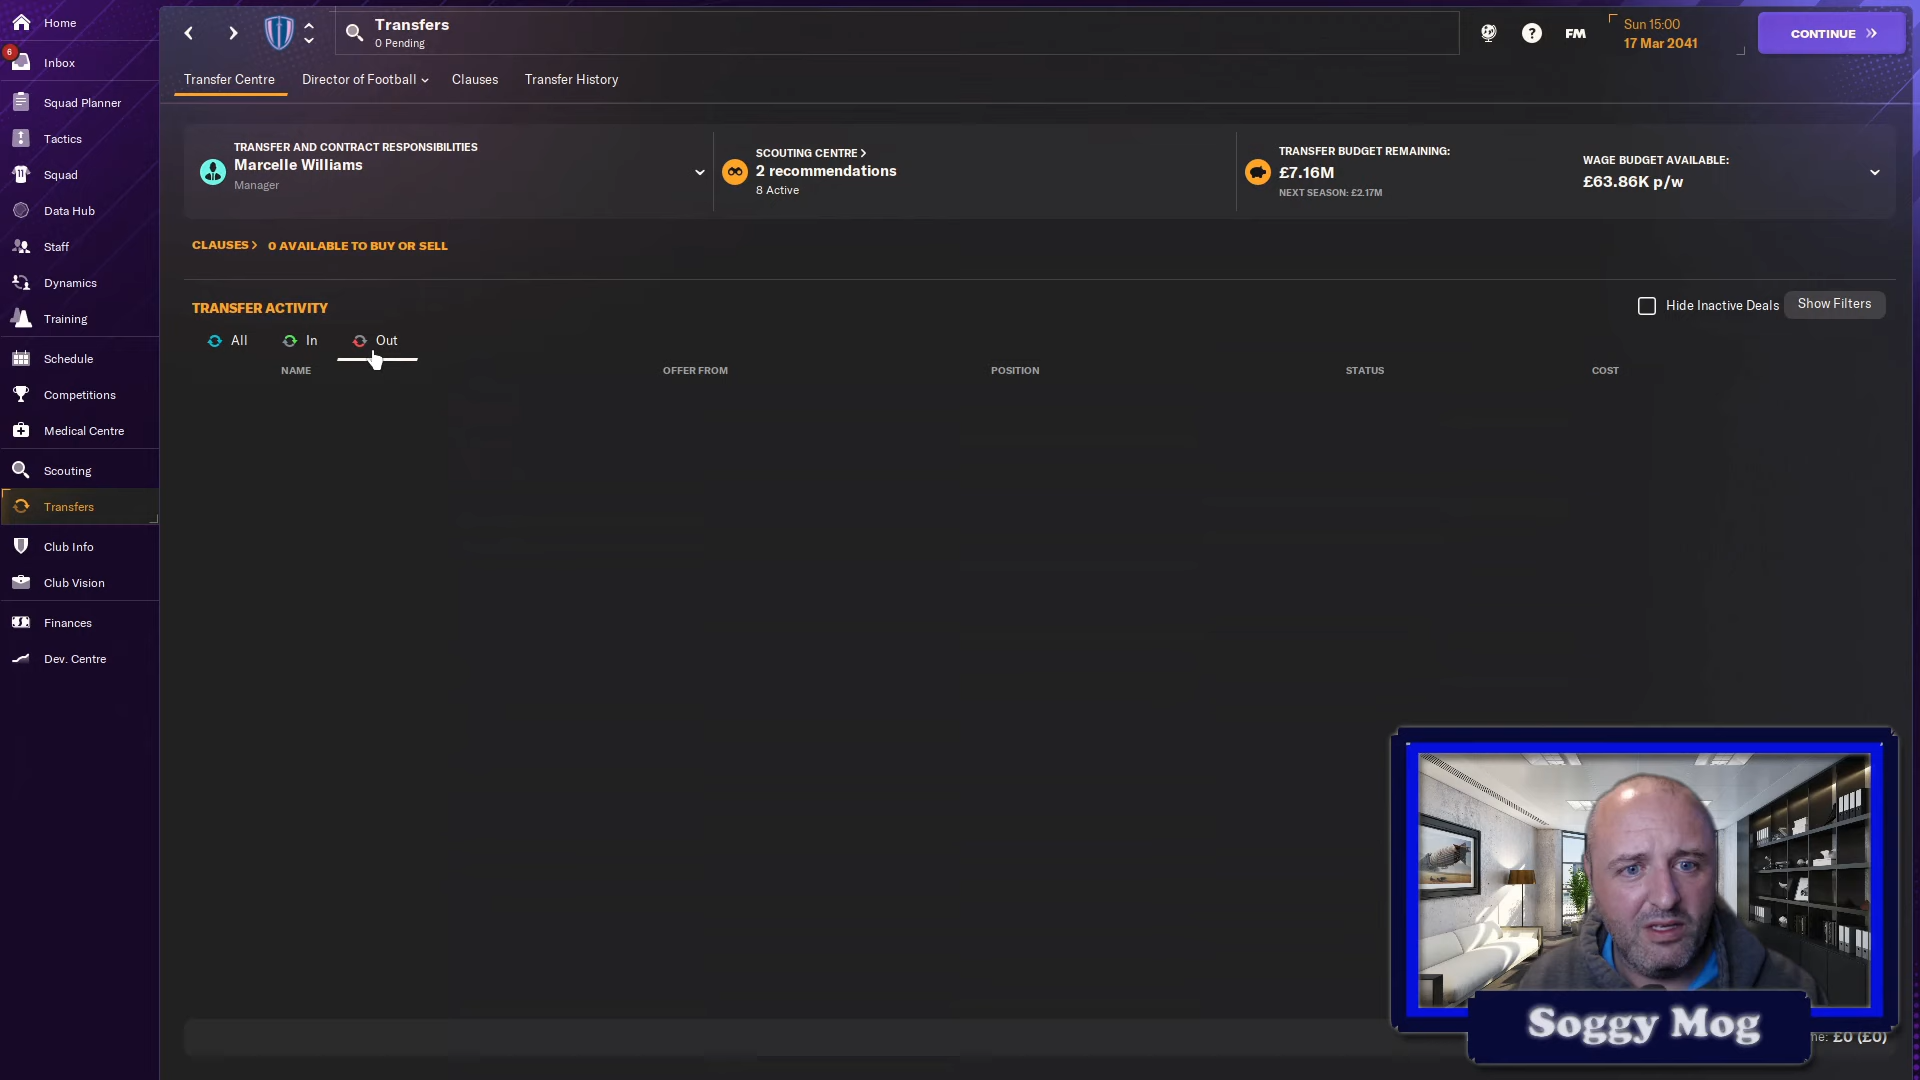 Home
6
Inbox
Squad Planner
Tactics
Squad
Data Hub
Staff
Dynamics
Training
Schedule
Competitions
Medical Centre
Scouting
Transfers
Club Info
Club Vision
Finances
Dev. Centre
Transfers
0 Pending
?
FM
Sun 15:00
17 Mar 2041
CONTINUE
Transfer Centre
Director of Football
Clauses
Transfer History
TRANSFER AND CONTRACT RESPONSIBILITIES
Marcelle Williams
Manager
SCOUTING CENTRE >
2 recommendations
8 Active
TRANSFER BUDGET REMAINING:
£7.16M
NEXT SEASON: £2.17M
WAGE BUDGET AVAILABLE:
£63.86K p/w
CLAUSES > 0 AVAILABLE TO BUY OR SELL
TRANSFER ACTIVITY
Hide Inactive Deals
Show Filters
All
In
Out
NAME
OFFER FROM
POSITION
STATUS
COST
Soggy Mog
£0 (£0)